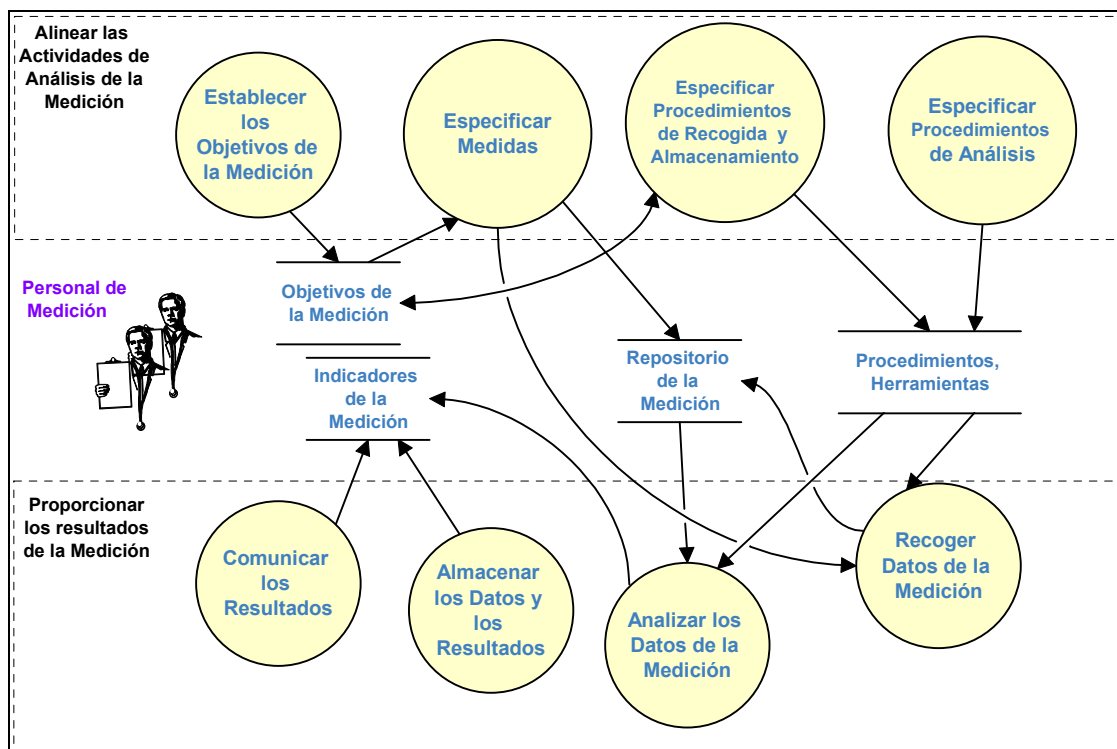 Alinear las
Actividades de
Análisis de la
Medición
Establecer
los
Objetivos de
la Medición
Especificar
Medidas
Especificar
Procedimientos
de Recogida y
Almacenamiento
Especificar
Procedimientos
de Análisis
Personal de
Medición
Objetivos de
la Medición
Indicadores
de la
Medición
Repositorio
de la
Medición
Procedimientos,
Herramientas
Proporcionar
los resultados
de la Medición
Comunicar
los
Resultados
Almacenar
los Datos y
los
Resultados
Analizar los
Datos de la
Medición
Recoger
Datos de la
Medición